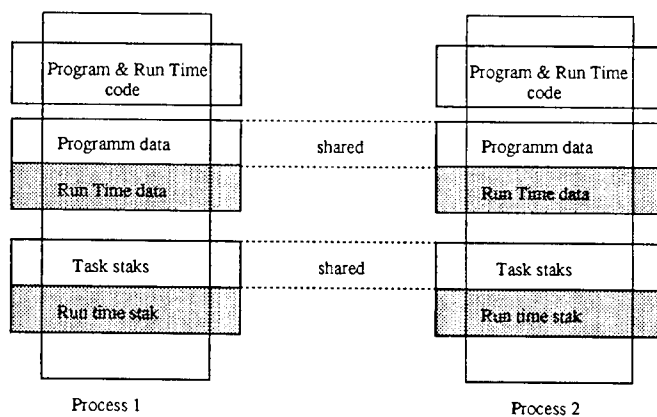 Program & Run Time
code
Programm data
Run Time data
Task staks
Run time stak
Process 1
shared
shared
Program & Run Time
code
Programm data
Run Time data
Task staks
Run time stak
Process 2